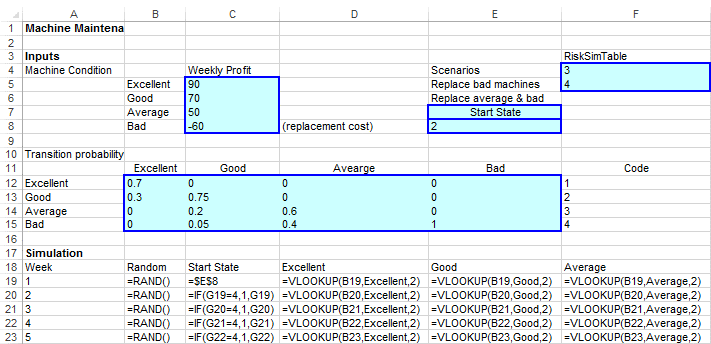 A B C D E F
1 Machine Maintena
2
3 Inputs RiskSimTable
4 Machine Condition Weekly Profit Scenarios 3
5 Excellent 90 Replace bad machines 4
6 Good 70 Replace average & bad
7 Average 50 Start State
8 Bad -60 (replacement cost) 2
9
10 Transition probability
11 Excellent Good Avearge Bad Code
12 Excellent 0.7 0 0 0 1
13 Good 0.3 0.75 0 0 2
14 Average 0 0.2 0.6 0 3
15 Bad 0 0.05 0.4 1 4
16
17 Simulation
18 Week Random Start State Excellent Good Average
19 1 =RAND() =$E$8 =VLOOKUP(B19,Excellent,2) =VLOOKUP(B19,Good,2) =VLOOKUP(B19,Average,2)
20 2 =RAND() =IF(G19=4,1,G19) =VLOOKUP(B20,Excellent,2) =VLOOKUP(B20,Good,2) =VLOOKUP(B20,Average,2)
21 3 =RAND() =IF(G20=4,1,G20) =VLOOKUP(B21,Excellent,2) =VLOOKUP(B21,Good,2) =VLOOKUP(B21,Average,2)
22 4 =RAND() =IF(G21=4,1,G21) =VLOOKUP(B22,Excellent,2) =VLOOKUP(B22,Good,2) =VLOOKUP(B22,Average,2)
23 5 =RAND() =IF(G22=4,1,G22) =VLOOKUP(B23,Excellent,2) =VLOOKUP(B23,Good,2) =VLOOKUP(B23,Average,2)